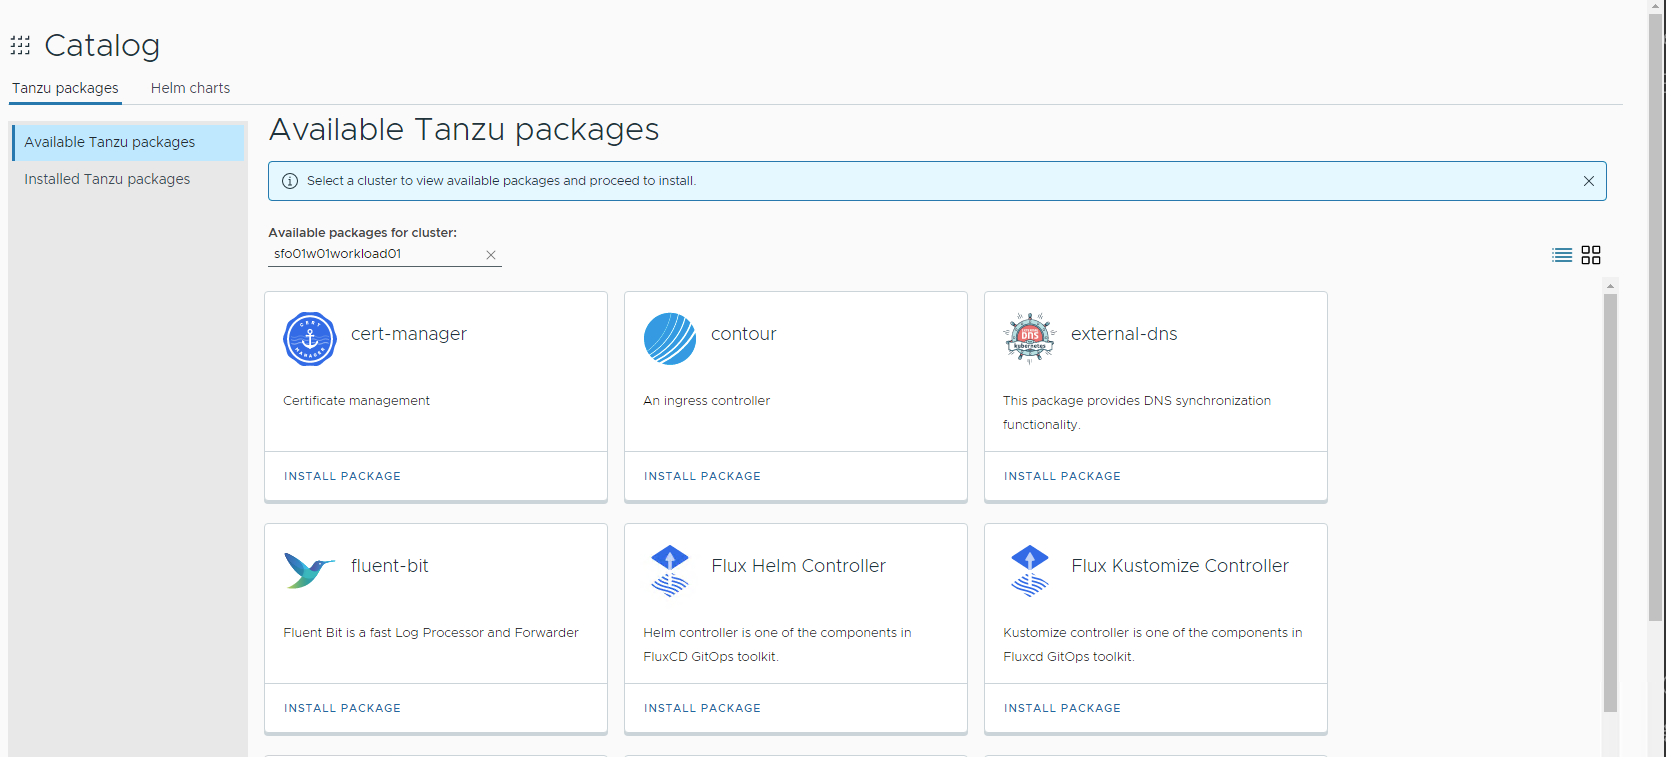 Catalog
Tanzu packages
Helm charts
Available Tanzu packages
Installed Tanzu packages
Available Tanzu packages
Select a cluster to view available packages and proceed to install.
Available packages for cluster:
sfo01w01workload01
CERT
MANAGER
cert-manager
Certificate management
INSTALL PACKAGE
contour
An ingress controller
INSTALL PACKAGE
EXTERNAL
DNS
kubernetes
external-dns
This package provides DNS synchronization
functionality.
INSTALL PACKAGE
fluent-bit
Fluent Bit is a fast Log Processor and Forwarder
INSTALL PACKAGE
Flux Helm Controller
Helm controller is one of the components in
FluxCD GitOps toolkit.
INSTALL PACKAGE
Flux Kustomize Controller
Kustomize controller is one of the components in
Fluxcd GitOps toolkit.
INSTALL PACKAGE